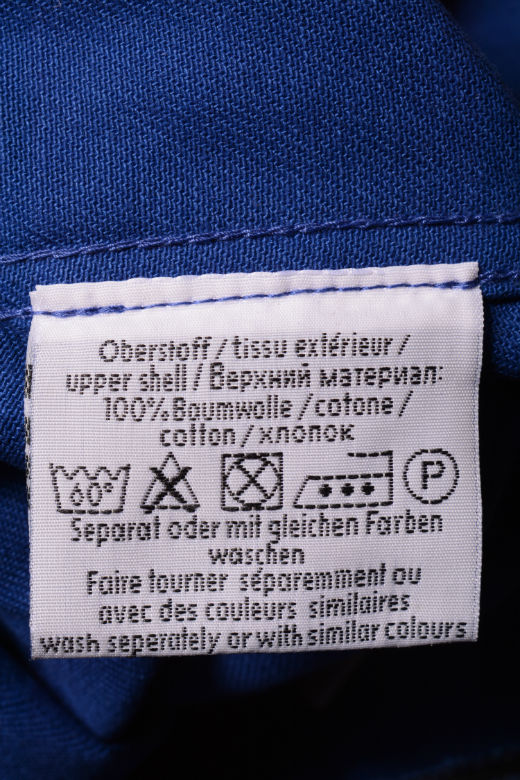 Oberstoff / tissu extérieur /
upper shell / Верхний материал:
100% Baumwolle / cotone /
cotton / хлопок
60° P
Separat oder mit gleichen Farben
waschen
Faire tourner séparemment ou
avec des couleurs similaires
wash seperately or with similar colours